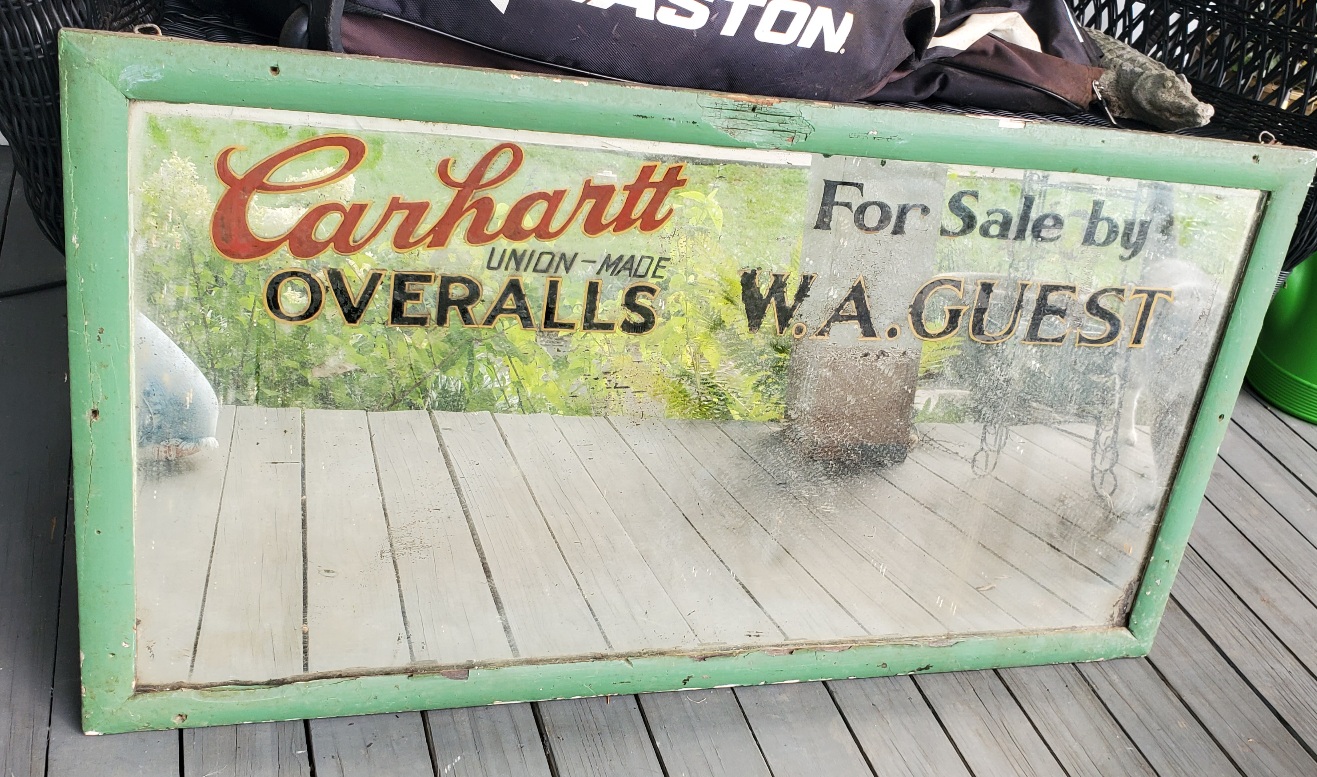 EASTON
Carhartt
UNION-MADE
OVERALLS
For Sale by
W.A.GUEST